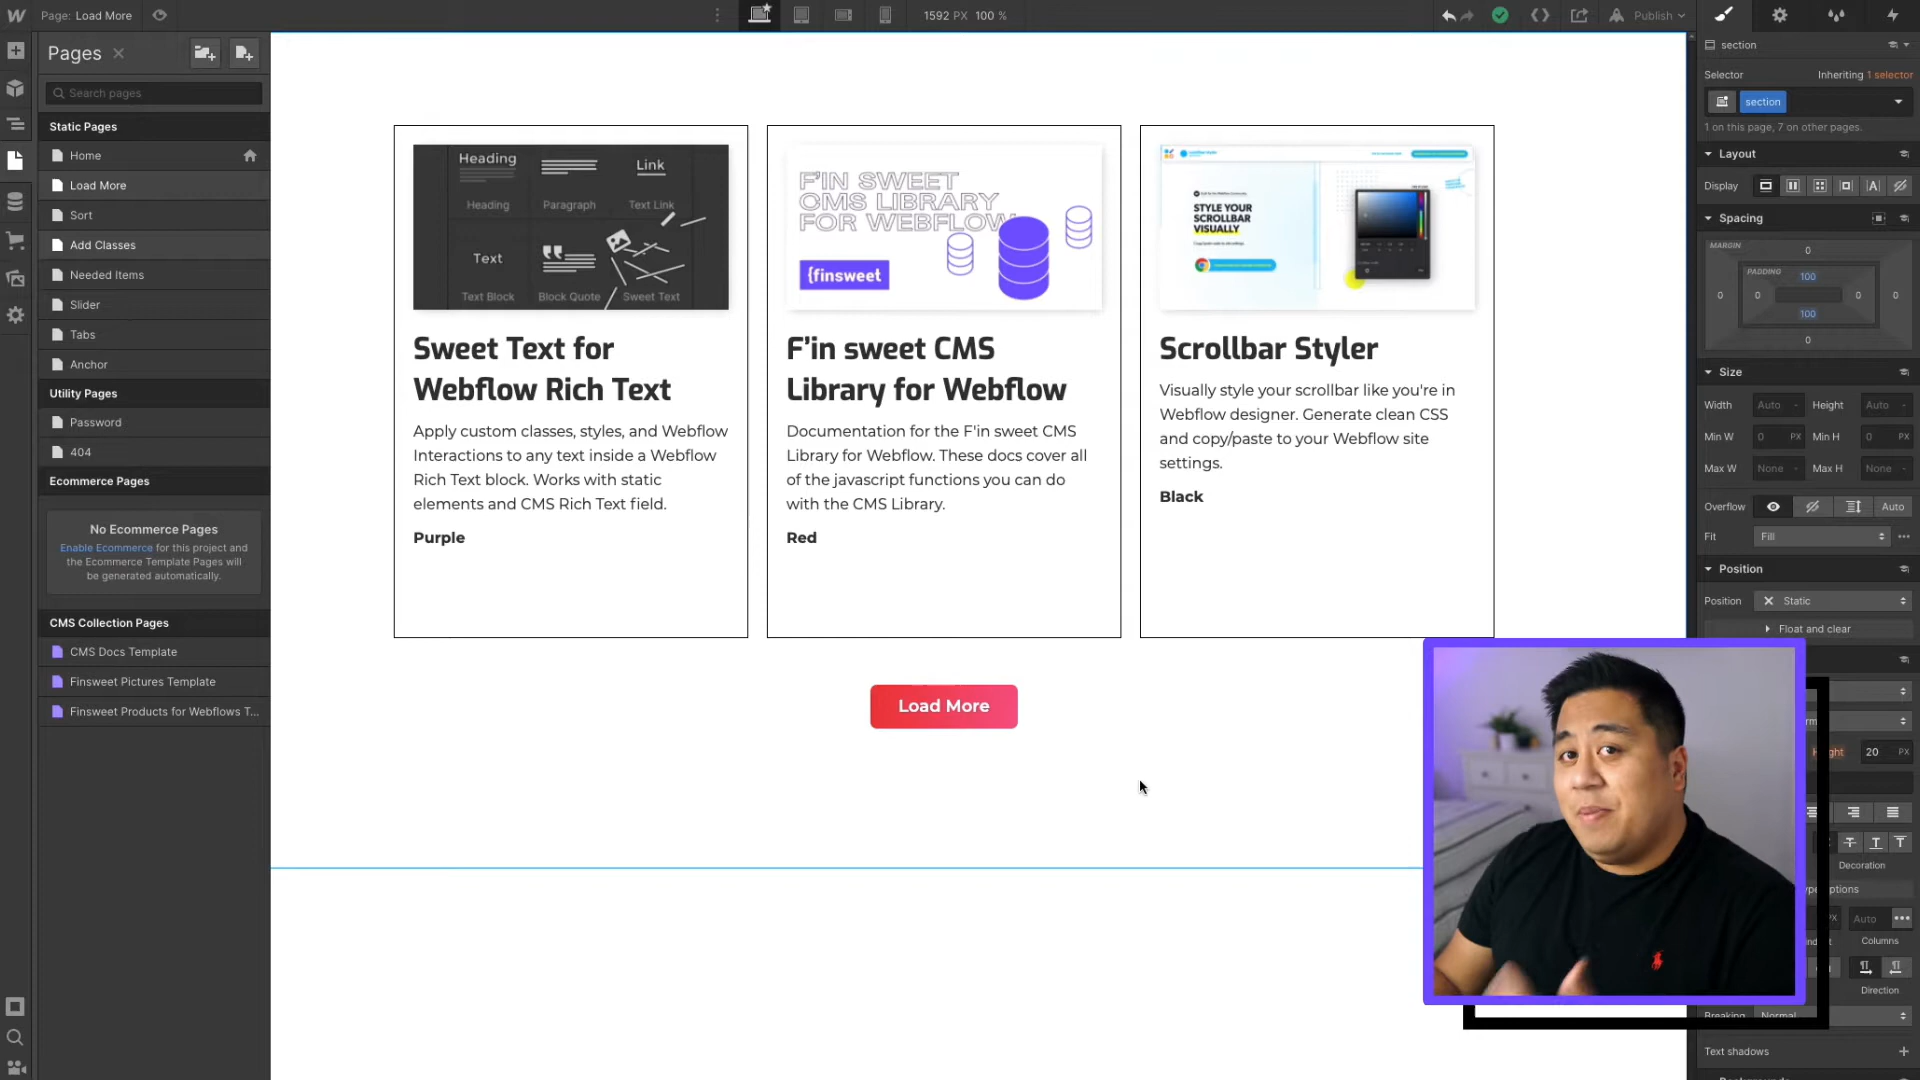 Page: Load More
1592 PX 100 %
Publish
Pages
Search pages
Static Pages
Home
Load More
Sort
Add Classes
Needed Items
Slider
Tabs
Anchor
Utility Pages
Password
404
Ecommerce Pages
No Ecommerce Pages
Enable Ecommerce for this project and
the Ecommerce Template Pages will
be generated automatically.
CMS Collection Pages
CMS Docs Template
Finsweet Pictures Template
Finsweet Products for Webflows T...
Heading
Link
Heading
Paragraph
Text Link
Text
Text Block
Block Quote
Sweet Text
Sweet Text for
Webflow Rich Text
Apply custom classes, styles, and Webflow
Interactions to any text inside a Webflow
Rich Text block. Works with static
elements and CMS Rich Text field.
Purple
F'IN SWEET
CMS LIBRARY
FOR WEBFLOW
{finsweet
F’in sweet CMS
Library for Webflow
Documentation for the F'in sweet CMS
Library for Webflow. These docs cover all
of the javascript functions you can do
with the CMS Library.
Red
STYLE YOUR
SCROLLBAR
VISUALLY
Scrollbar Styler
Visually style your scrollbar like you're in
Webflow designer. Generate clean CSS
and copy/paste to your Webflow site
settings.
Black
Load More
section
Selector
Inheriting 1 selector
section
1 on this page, 7 on other pages.
Layout
Display
Spacing
MARGIN
0
PADDING
100
0
0
0
0
100
0
Size
Width Auto - Height Auto -
Min W 0 PX Min H 0 PX
Max W None - Max H None -
Overflow Auto
Fit Fill
Position
Position Static
Float and clear
20 PX
Decoration
Auto
Columns
Direction
Breaking Normal
Text shadows